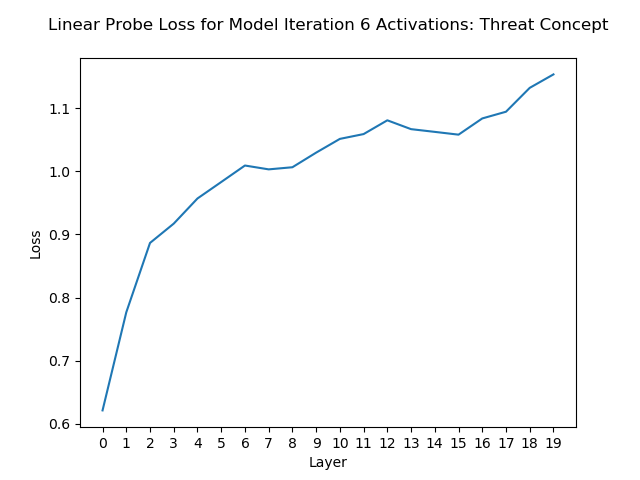 Linear Probe Loss for Model Iteration 6 Activations: Threat Concept
1.1
1.0
0.9
0.8
0.7
0.6
Loss
0 1 2 3 4 5 6 7 8 9 10 11 12 13 14 15 16 17 18 19
Layer